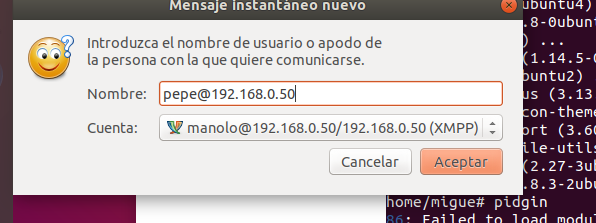 Mensaje instantáneo nuevo
Introduzca el nombre de usuario o apodo de
la persona con la que quiere comunicarse.
Nombre: pepe@192.168.0.50
Cuenta: manolo@192.168.0.50/192.168.0.50 (XMPP)
Cancelar Aceptar
ubuntu4)
.8-0ubunt
) ...
(1.14.5-0
ubuntu2)
us (3.13
con-theme
ort (3.60
ile-utils
(2.27-3ub
.8.3-2ubu
home/migue# pidgin
86: Failed to load modul